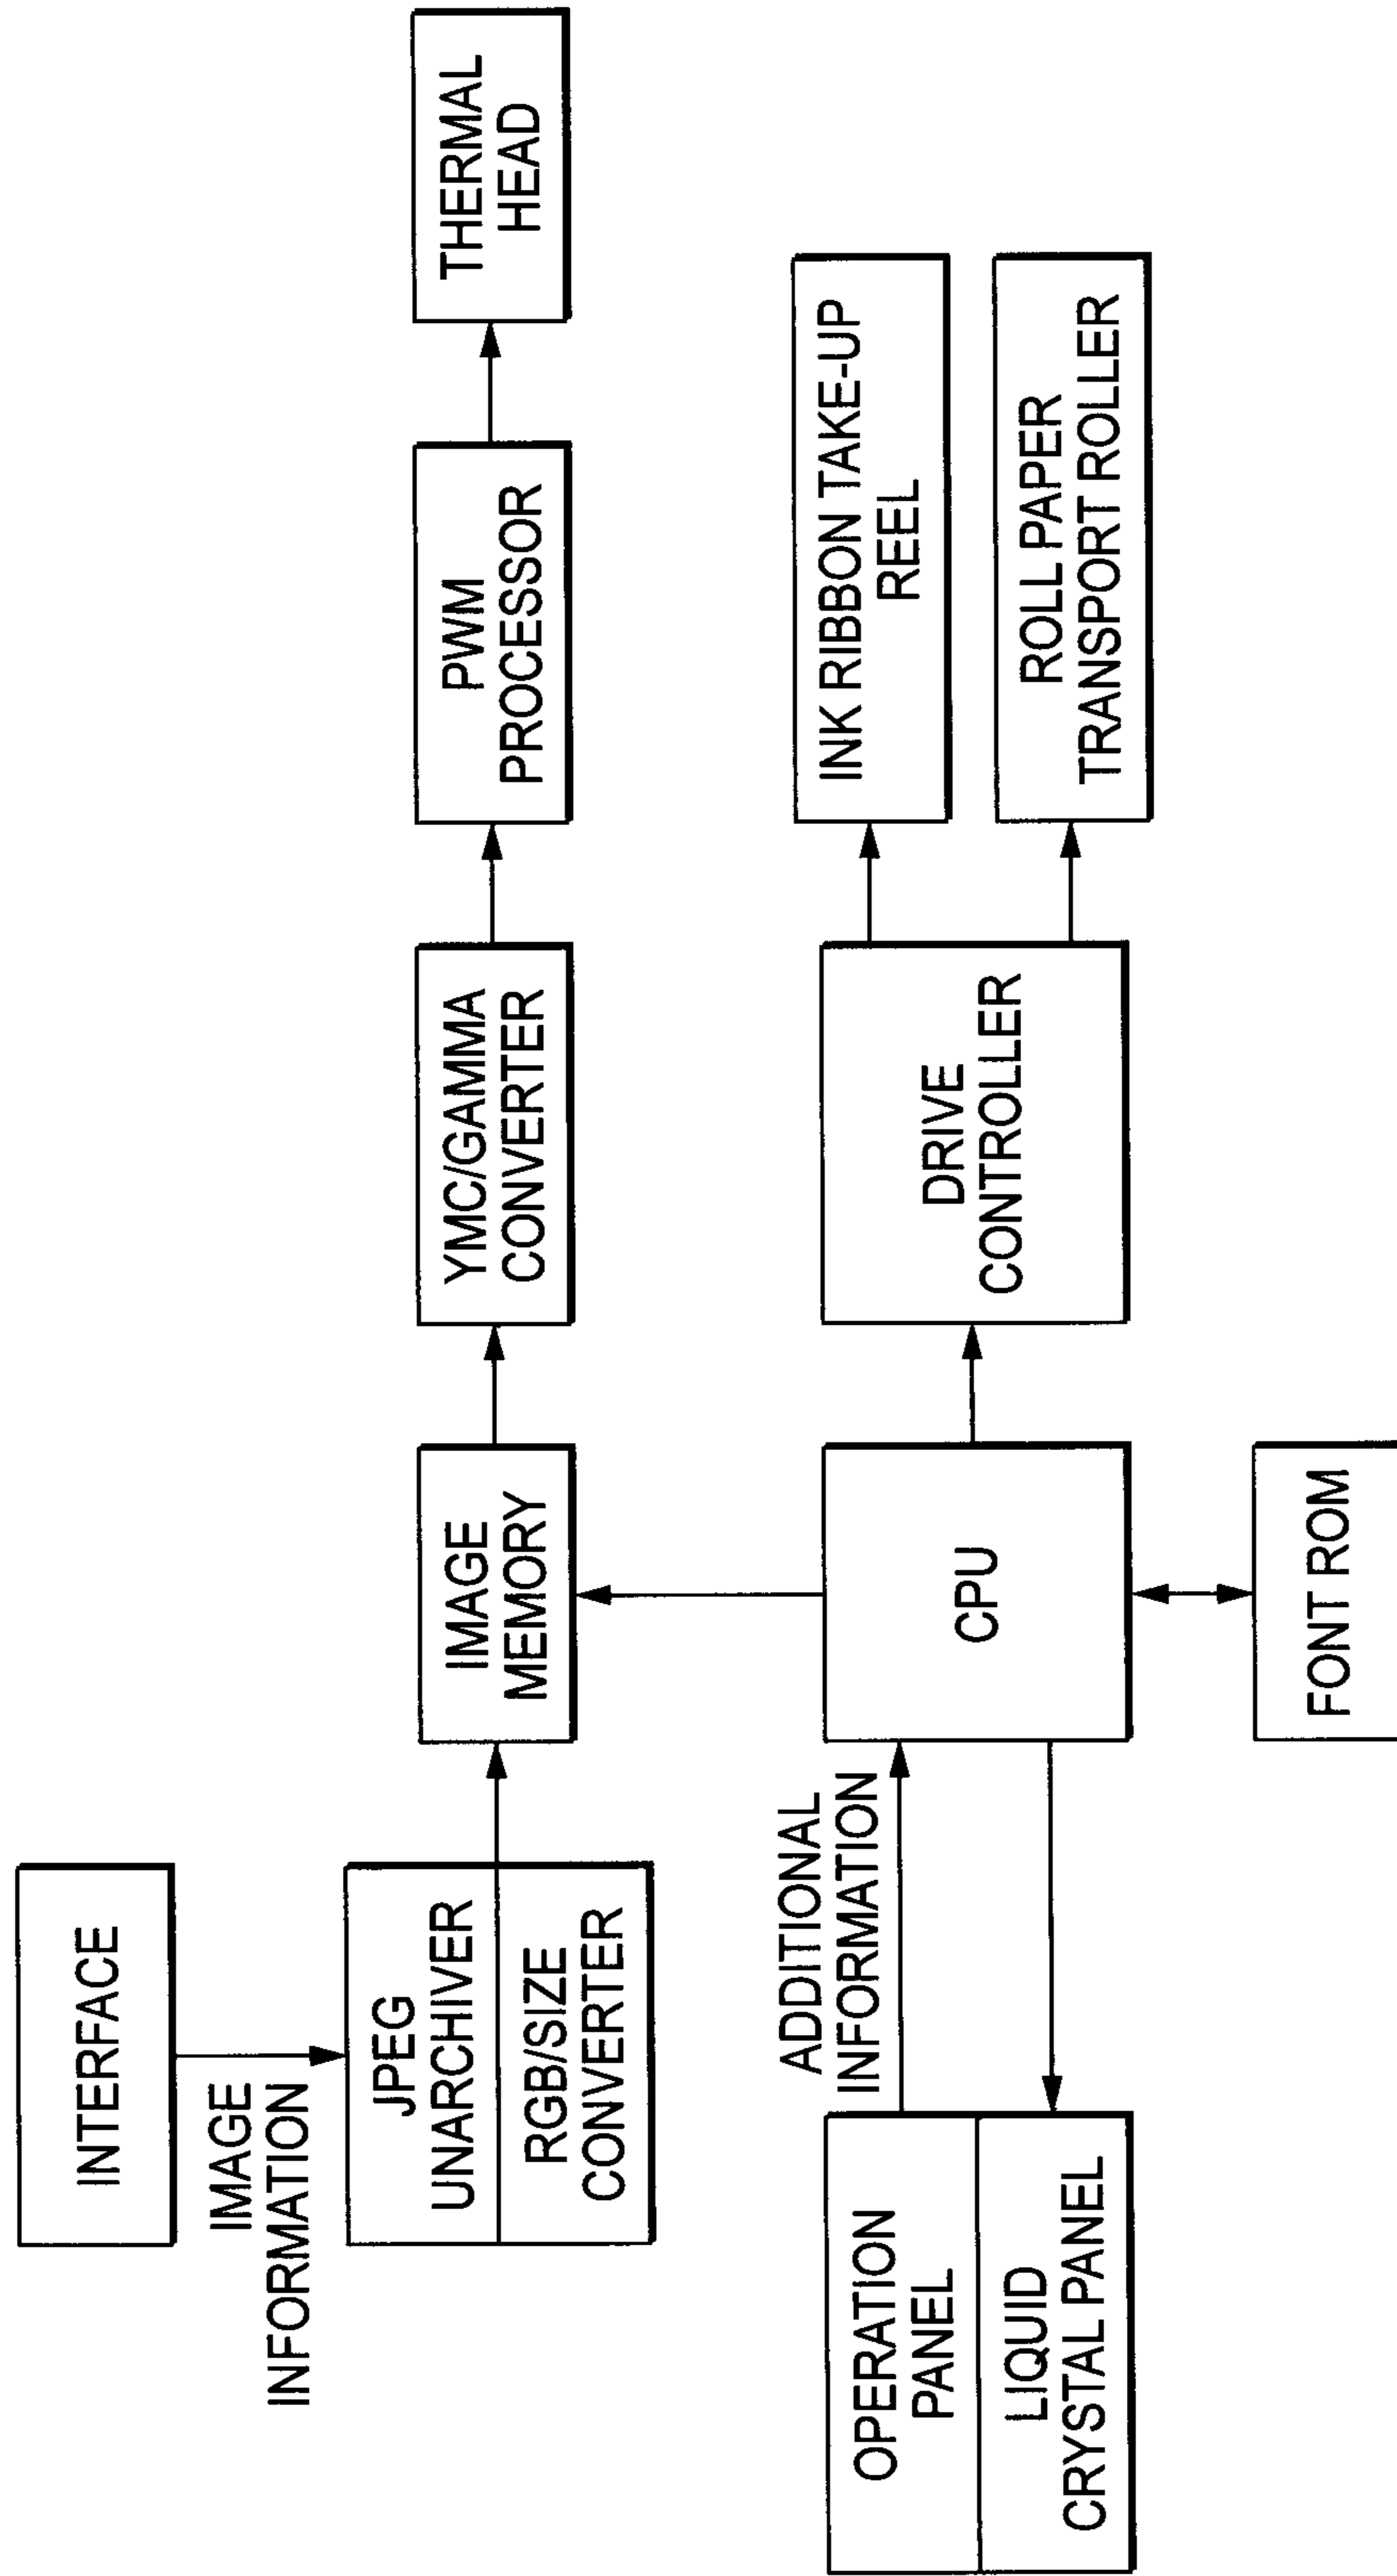 INTERFACE
IMAGE
INFORMATION
JPEG
UNARCHIVER
RGB/SIZE
CONVERTER
IMAGE
MEMORY
YMC/GAMMA
CONVERTER
PWM
PROCESSOR
THERMAL
HEAD
OPERATION
PANEL
LIQUID
CRYSTAL PANEL
ADDITIONAL
INFORMATION
CPU
FONT ROM
DRIVE
CONTROLLER
INK RIBBON TAKE-UP
REEL
ROLL PAPER
TRANSPORT ROLLER